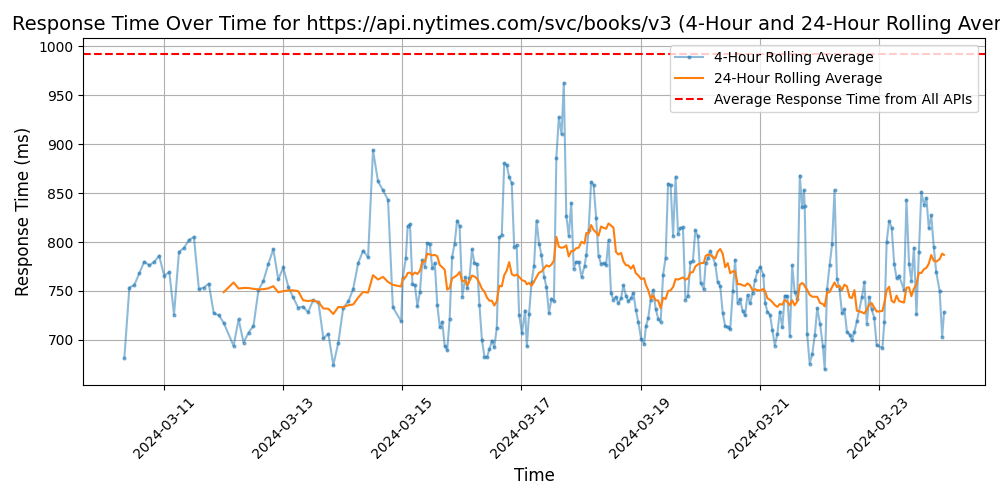 Response Time Over Time for https://api.nytimes.com/svc/books/v3 (4-Hour and 24-Hour Rolling Aver
1000
950
900
850
800
750
700
Response Time (ms)
4-Hour Rolling Average
24-Hour Rolling Average
Average Response Time from All APIs
2024-03-11
2024-03-13
2024-03-15
2024-03-17
2024-03-19
2024-03-21
2024-03-23
Time